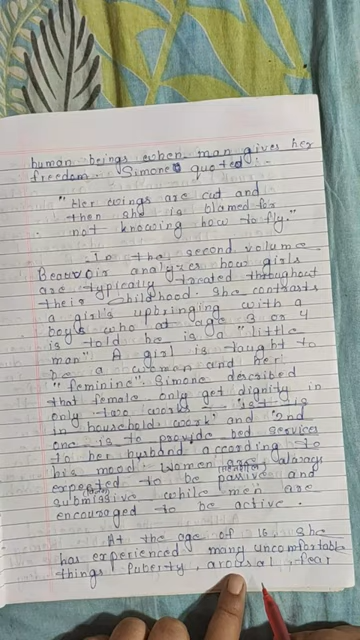 human beings when man gives her
freedom. Simone quoted :-
"Her wings are cut and
then she is blamed for
not knowing how to fly."
In the second volume
Beauvoir analyzes how girls
are typically treated throughout
their Childhood. She contrasts
a girl's upbringing with a
boys who at age 3 or 4
is told he is a "little
man". A girl is taught to
be a women and her
"feminine". Simone described
that female only get dignity in
only two works - 1st is
in household work' and '2nd
one is to provide bed services
to her husband according to
his mood. Women are always
expected to be passive and
submissive while men are
encouraged to be active.
At the age of 16, she
has experienced many uncomfortable
things. Puberty, arousal, fear